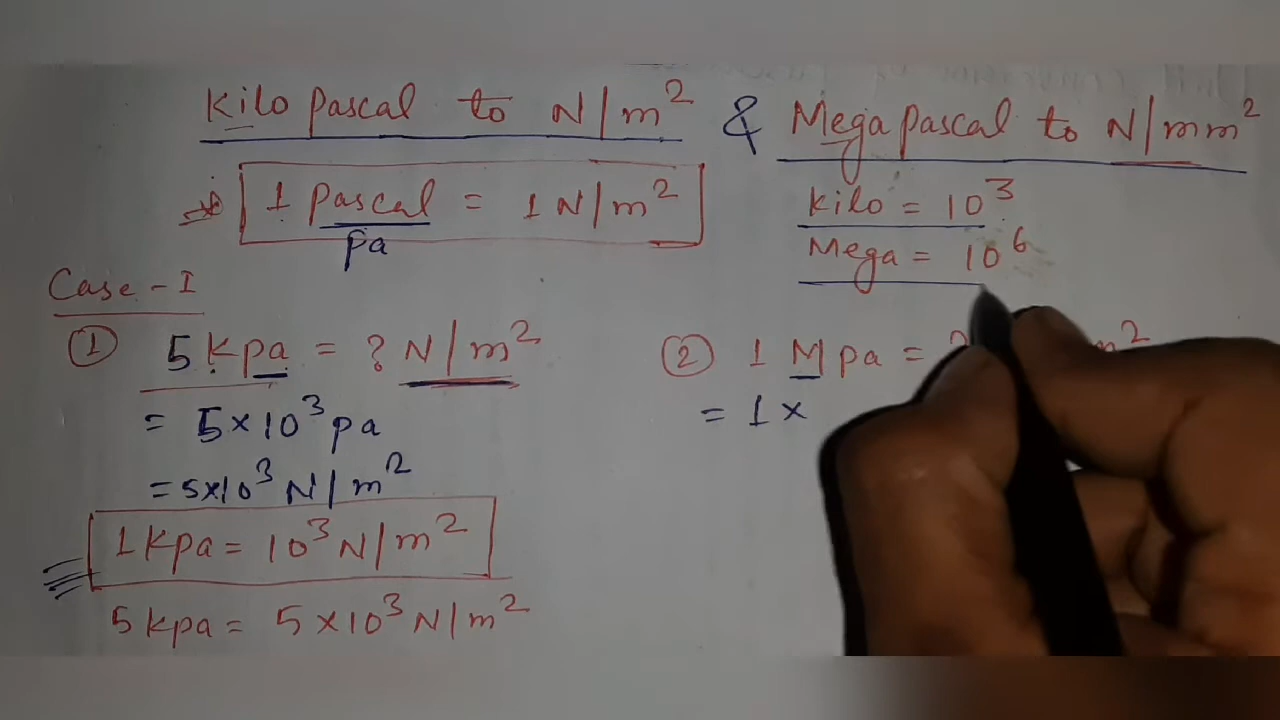 Kilo Pascal to N/m² & Mega Pascal to N/mm²
1 Pascal = 1 N/m²
Pa
Kilo = 10³
Mega = 10⁶
Case - I
① 5 kpa = ? N/m²
= 5×10³ pa
= 5×10³ N/m²
1 Kpa = 10³ N/m²
5 kpa = 5×10³ N/m²
② 1 Mpa = m²
= 1 ×